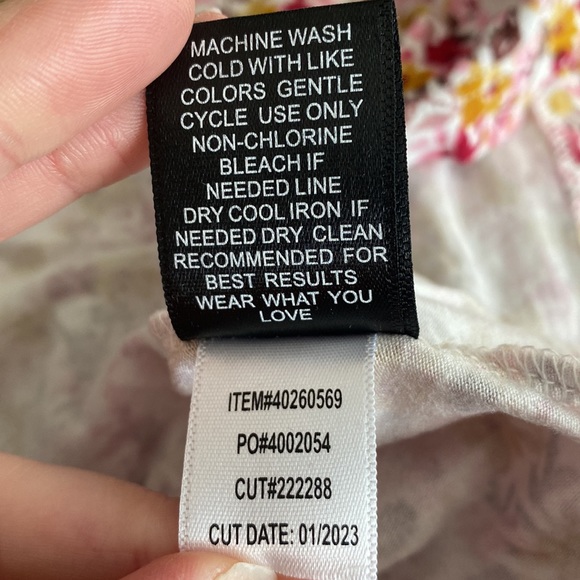 MACHINE WASH
COLD WITH LIKE
COLORS GENTLE
CYCLE USE ONLY
NON-CHLORINE
BLEACH IF
NEEDED LINE
DRY COOL IRON IF
NEEDED DRY CLEAN
RECOMMENDED FOR
BEST RESULTS
WEAR WHAT YOU
LOVE
ITEM#40260569
PO#4002054
CUT#222288
CUT DATE: 01/2023